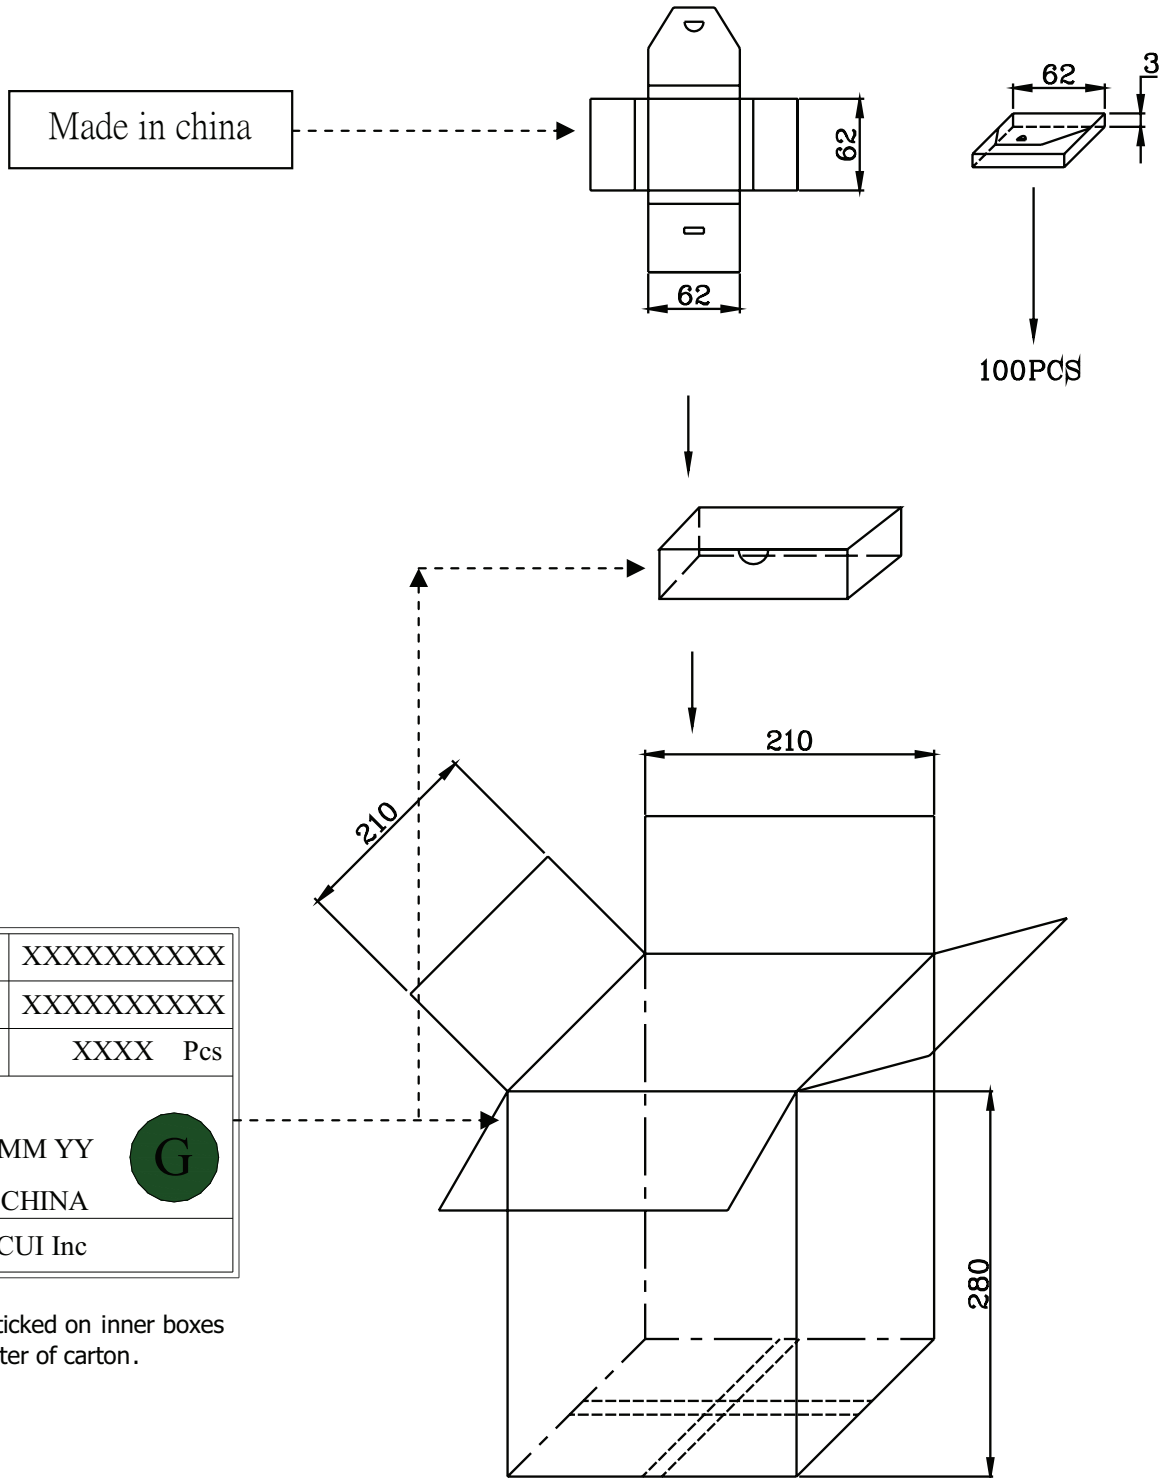 Made in china
62
62
62
3
100PCS
210
210
280
XXXXXXXXXX
XXXXXXXXXX
XXXX Pcs
MM YY
G
CHINA
CUI Inc
ticked on inner boxes
ter of carton.